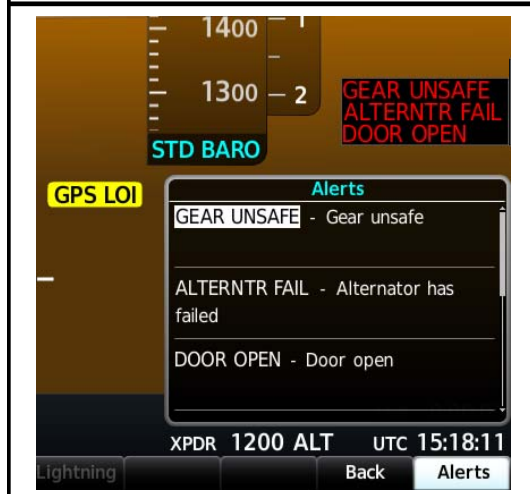 1400
1
1300
2
STD BARO
GEAR UNSAFE
ALTERNTR FAIL
DOOR OPEN
GPS LOI
Alerts
GEAR UNSAFE - Gear unsafe
ALTERNTR FAIL - Alternator has
failed
DOOR OPEN - Door open
XPDR 1200 ALT UTC 15:18:11
Lightning Back Alerts